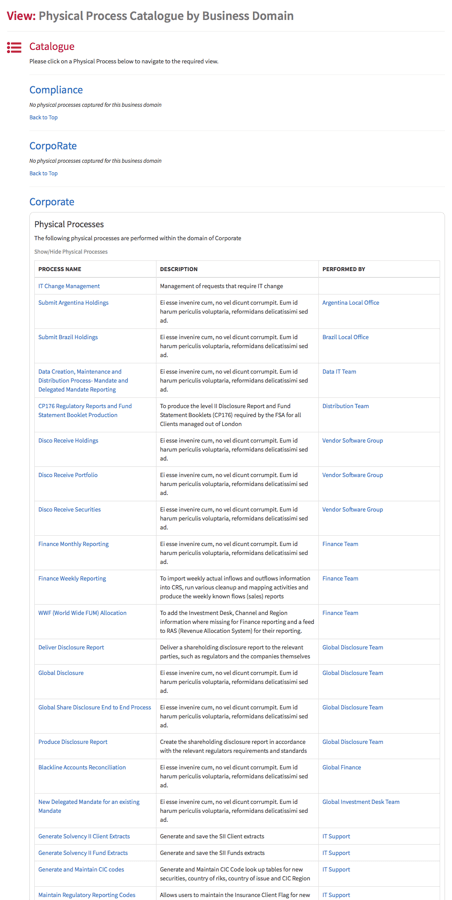 View: Physical Process Catalogue by Business Domain
Catalogue
Please click on a Physical Process below to navigate to the required view.
Compliance
No physical processes captured for this business domain
Back to Top
CorpoRate
No physical processes captured for this business domain
Back to Top
Corporate
Physical Processes
The following physical processes are performed within the domain of Corporate
Show/Hide Physical Processes
PROCESS NAME DESCRIPTION PERFORMED BY
IT Change Management Management of requests that require IT change
Submit Argentina Holdings Ei esse invenire cum, no vel dicunt corrumpit. Eum id Argentina Local Office
harum periculis voluptaria, reformidans delicatissimi sed
ad.
Submit Brazil Holdings Ei esse invenire cum, no vel dicunt corrumpit. Eum id Brazil Local Office
harum periculis voluptaria, reformidans delicatissimi sed
ad.
Data Creation, Maintenance and Ei esse invenire cum, no vel dicunt corrumpit. Eum id Data IT Team
Distribution Process- Mandate and harum periculis voluptaria, reformidans delicatissimi sed
Delegated Mandate Reporting ad.
CP176 Regulatory Reports and Fund To produce the level II Disclosure Report and Fund Distribution Team
Statement Booklet Production Statement Booklets (CP176) required by the FSA for all
Clients managed out of London
Disco Receive Holdings Ei esse invenire cum, no vel dicunt corrumpit. Eum id Vendor Software Group
harum periculis voluptaria, reformidans delicatissimi sed
ad.
Disco Receive Portfolio Ei esse invenire cum, no vel dicunt corrumpit. Eum id Vendor Software Group
harum periculis voluptaria, reformidans delicatissimi sed
ad.
Disco Receive Securities Ei esse invenire cum, no vel dicunt corrumpit. Eum id Vendor Software Group
harum periculis voluptaria, reformidans delicatissimi sed
ad.
Finance Monthly Reporting Ei esse invenire cum, no vel dicunt corrumpit. Eum id Finance Team
harum periculis voluptaria, reformidans delicatissimi sed
ad.
Finance Weekly Reporting To import weekly actual inflows and outflows information Finance Team
into CRS, run various cleanup and mapping activities and
produce the weekly known flows (sales) reports
WWF (World Wide FUM) Allocation To add the Investment Desk, Channel and Region Finance Team
information where missing for Finance reporting and a feed
to RAS (Revenue Allocation System) for their reporting.
Deliver Disclosure Report Deliver a shareholding disclosure report to the relevant Global Disclosure Team
parties, such as regulators and the companies themselves
Global Disclosure Ei esse invenire cum, no vel dicunt corrumpit. Eum id Global Disclosure Team
harum periculis voluptaria, reformidans delicatissimi sed
ad.
Global Share Disclosure End to End Process Ei esse invenire cum, no vel dicunt corrumpit. Eum id Global Disclosure Team
harum periculis voluptaria, reformidans delicatissimi sed
ad.
Produce Disclosure Report Create the shareholding disclosure report in accordance Global Disclosure Team
with the relevant regulators requirements and standards
Blackline Accounts Reconciliation Ei esse invenire cum, no vel dicunt corrumpit. Eum id Global Finance
harum periculis voluptaria, reformidans delicatissimi sed
ad.
New Delegated Mandate for an existing Ei esse invenire cum, no vel dicunt corrumpit. Eum id Global Investment Desk Team
Mandate harum periculis voluptaria, reformidans delicatissimi sed
ad.
Generate Solvency II Client Extracts Generate and save the SII Client extracts IT Support
Generate Solvency II Fund Extracts Generate and save the SII Funds extracts IT Support
Generate and Maintain CIC codes Generate and Maintain CIC Code look up tables for new IT Support
securities, country of riks, country of issue and CIC Region
Maintain Regulatory Reporting Codes Allows users to maintain the Insurance Client Flag for new IT Support